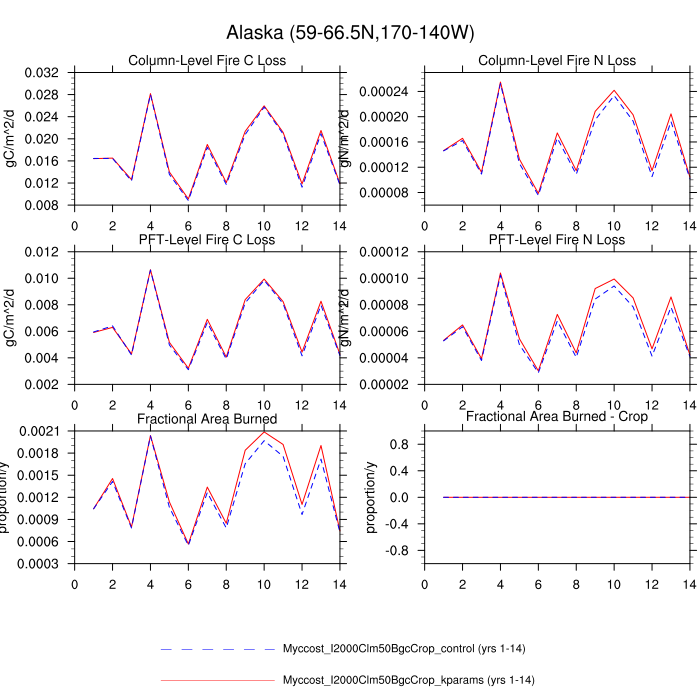 Alaska (59-66.5N,170-140W)
Column-Level Fire C Loss
gC/m^2/d
0.032
0.028
0.024
0.020
0.016
0.012
0.008
0 2 4 6 8 10 12 14
Column-Level Fire N Loss
gN/m^2/d
0.00024
0.00020
0.00016
0.00012
0.00008
0 2 4 6 8 10 12 14
PFT-Level Fire C Loss
gC/m^2/d
0.012
0.010
0.008
0.006
0.004
0.002
0 2 4 6 8 10 12 14
PFT-Level Fire N Loss
gN/m^2/d
0.00012
0.00010
0.00008
0.00006
0.00004
0.00002
0 2 4 6 8 10 12 14
Fractional Area Burned
proportion/y
0.0021
0.0018
0.0015
0.0012
0.0009
0.0006
0.0003
0 2 4 6 8 10 12 14
Fractional Area Burned - Crop
proportion/y
0.8
0.4
0.0
-0.4
-0.8
0 2 4 6 8 10 12 14
Myccost_I2000Clm50BgcCrop_control (yrs 1-14)
Myccost_I2000Clm50BgcCrop_kparams (yrs 1-14)